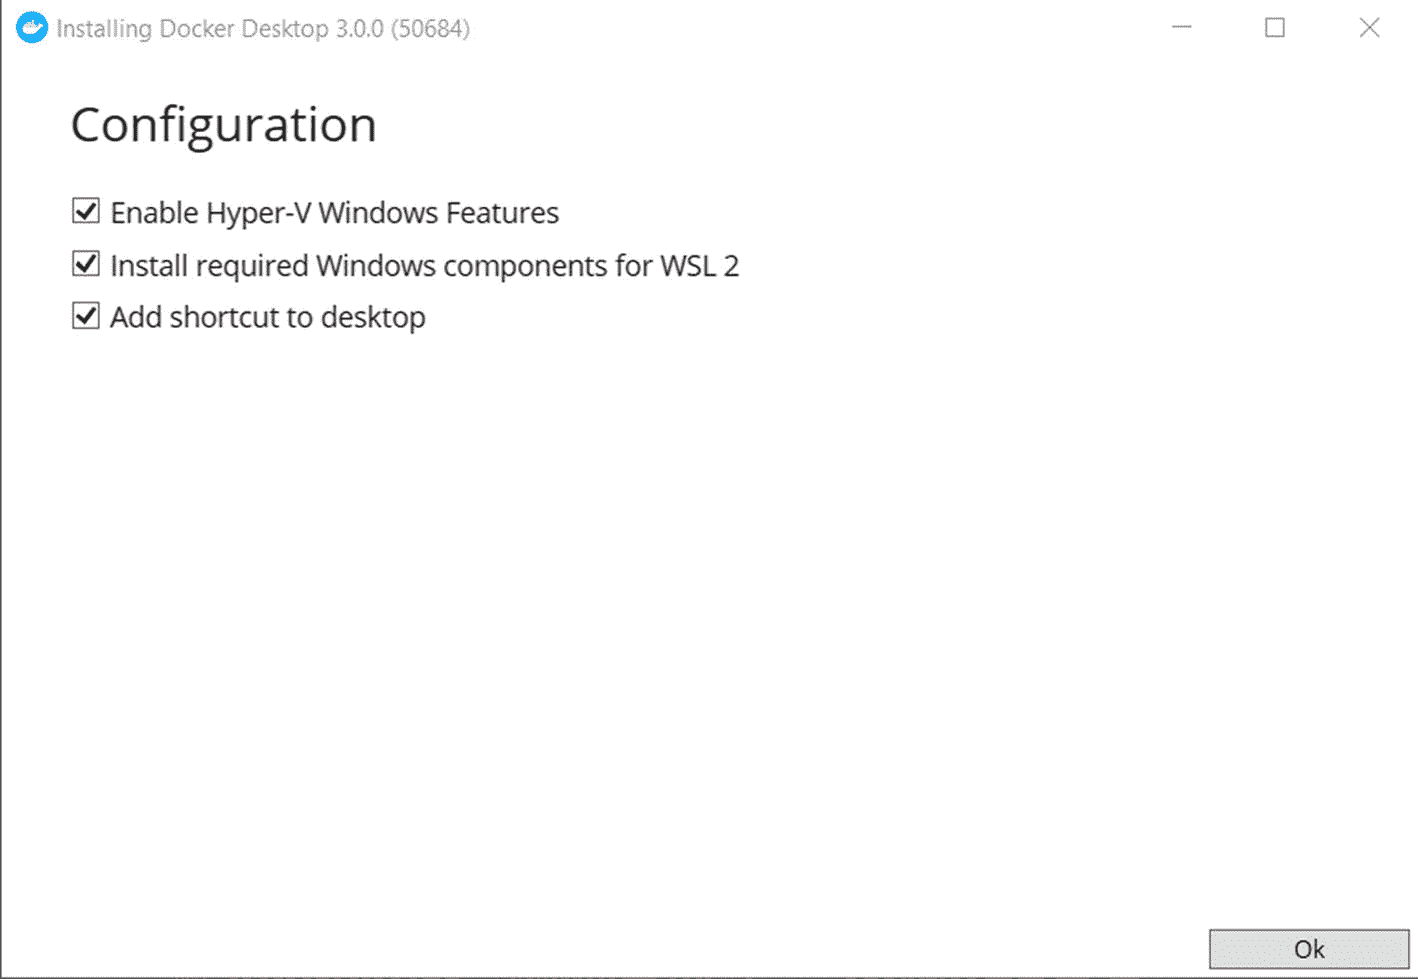 Installing Docker Desktop 3.0.0 (50684)
Configuration
Enable Hyper-V Windows Features
Install required Windows components for WSL 2
Add shortcut to desktop
Ok